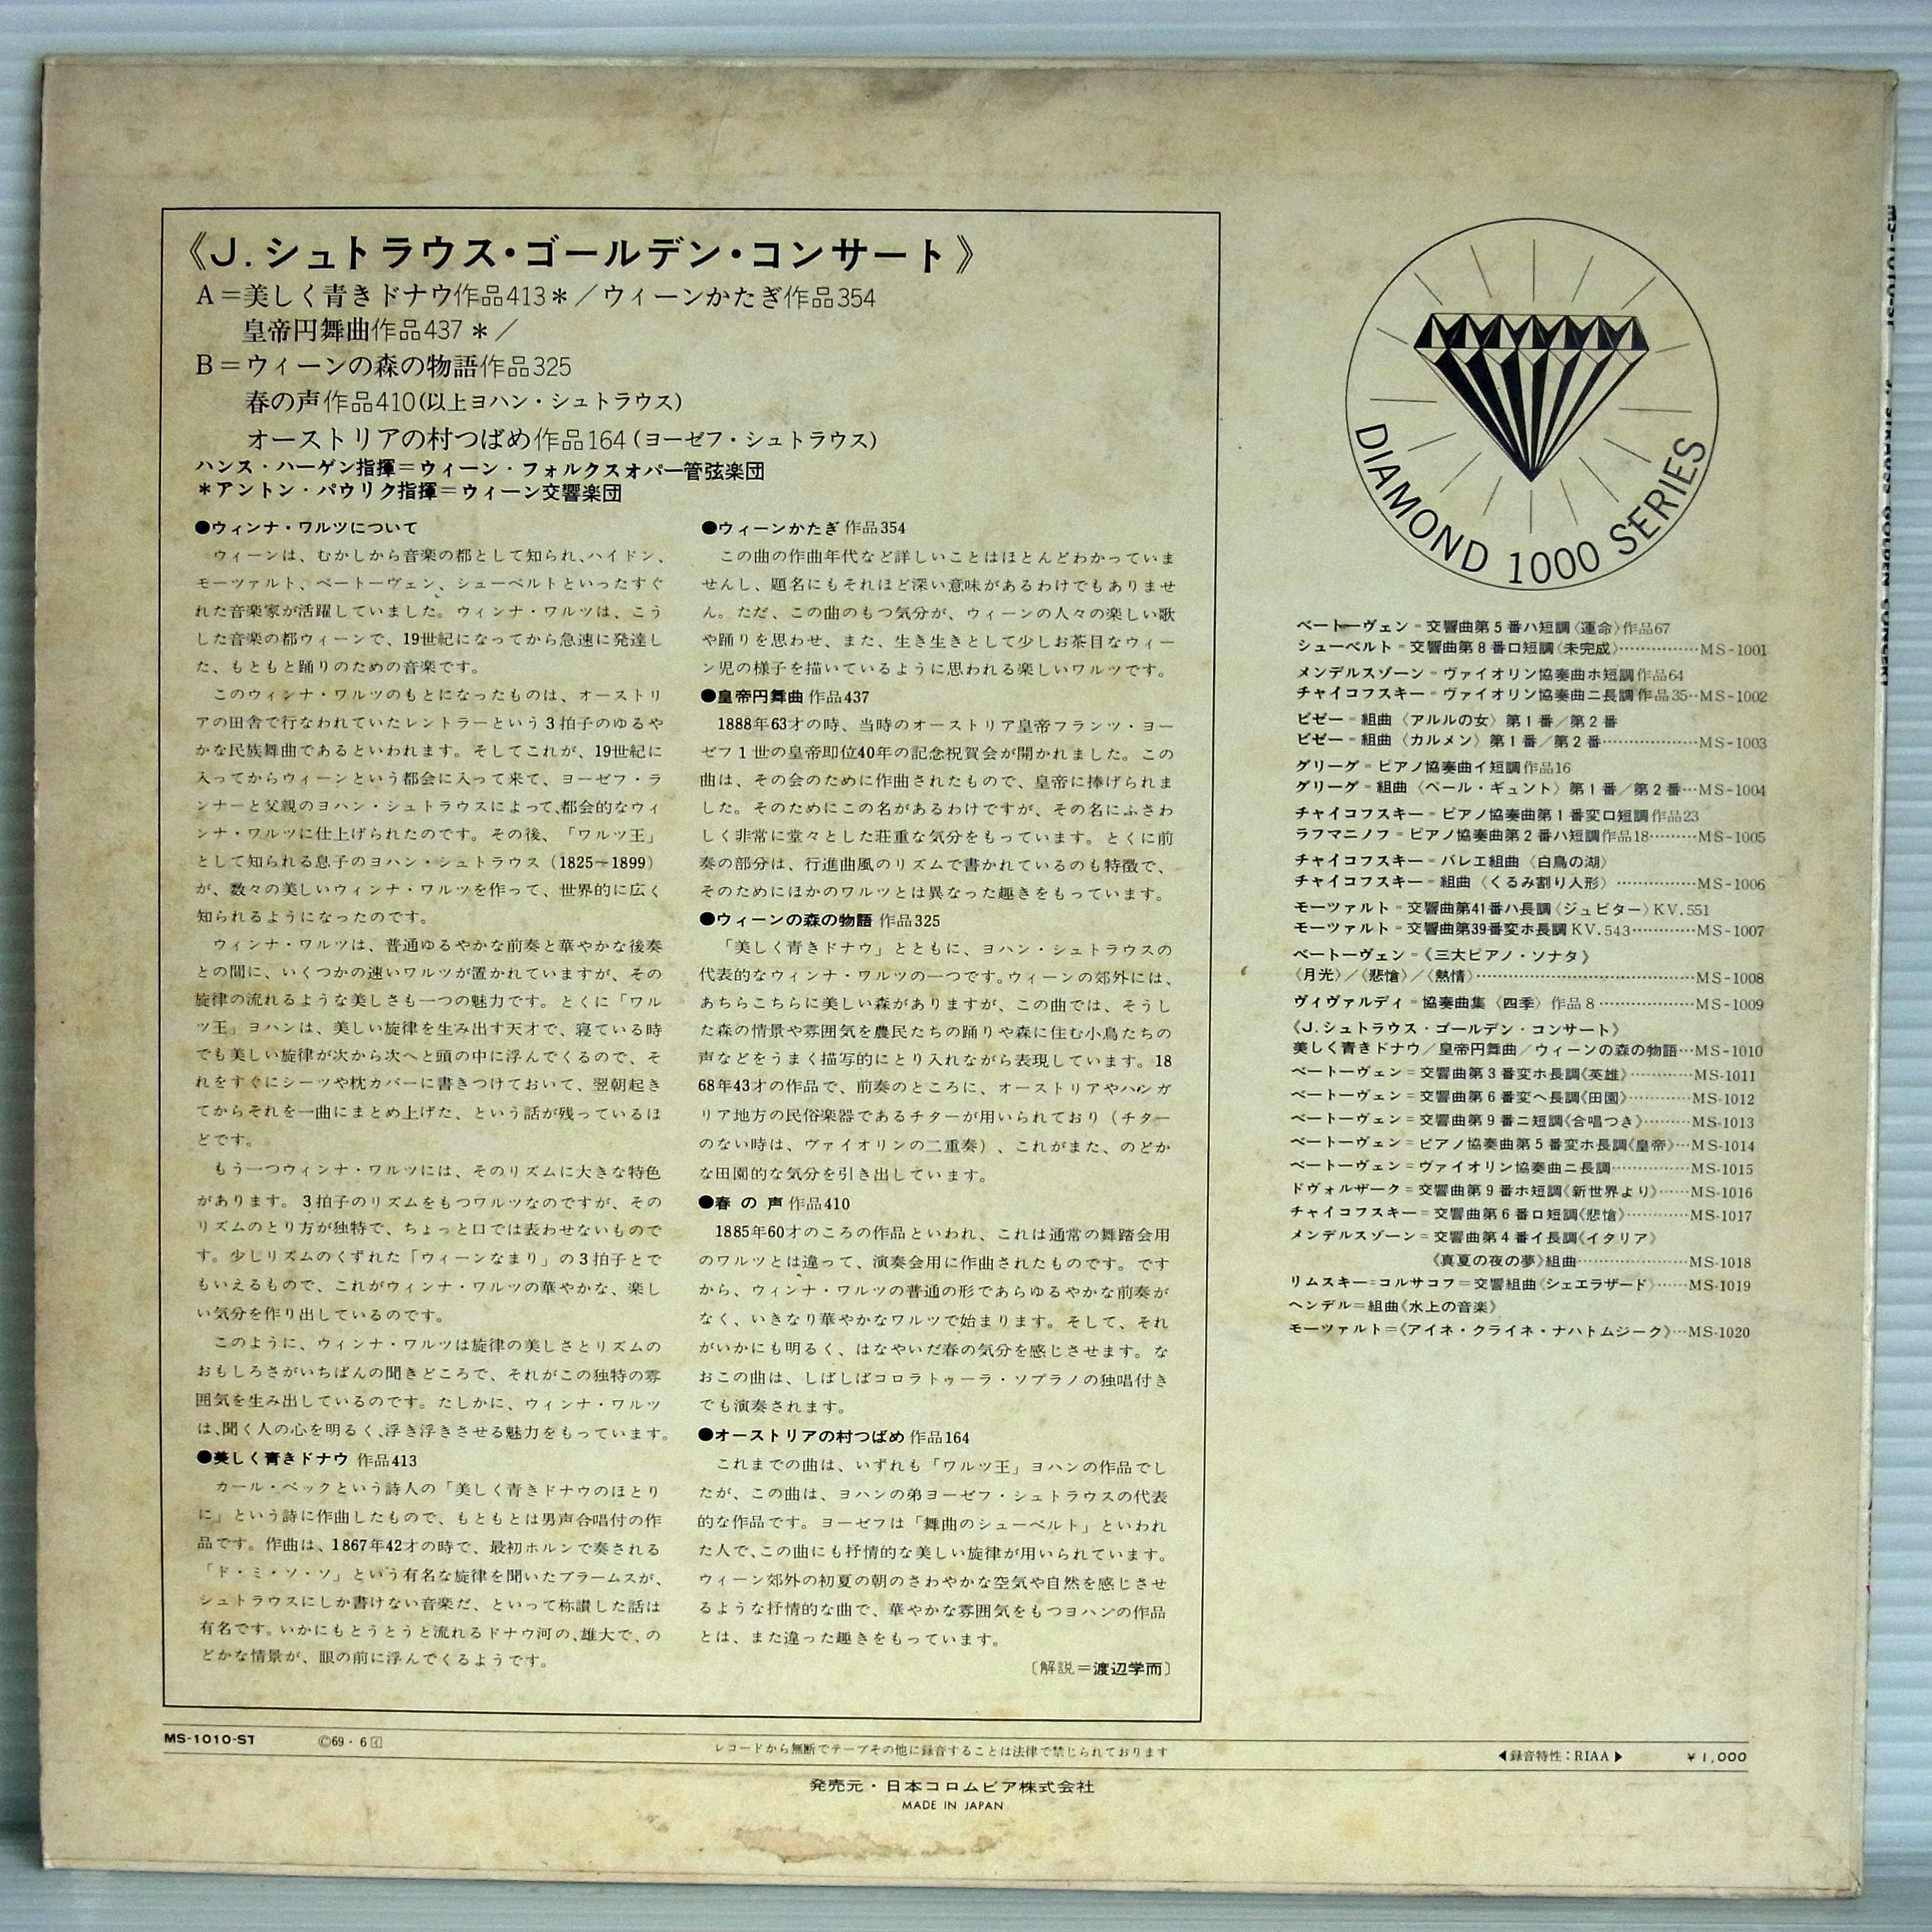 《J.シュトラウス・ゴールデン・コンサート》
A=美しく青きドナウ作品413＊／ウィーンかたぎ作品354
皇帝円舞曲作品437＊／
B=ウィーンの森の物語作品325
春の声作品410(以上ヨハン・シュトラウス)
オーストリアの村つばめ作品164(ヨーゼフ・シュトラウス)
ハンス・ハーゲン指揮=ウィーン・フォルクスオパー管弦楽団
＊アントン・パウリク指揮=ウィーン交響楽団
●ウィンナ・ワルツについて
ウィーンは、むかしから音楽の都として知られ、ハイドン、
モーツァルト、ベートーヴェン、シューベルトといったすぐ
れた音楽家が活躍していました。ウィンナ・ワルツは、こう
した音楽の都ウィーンで、19世紀になってから急速に発達し
た、もともと踊りのための音楽です。
このウィンナ・ワルツのもとになったものは、オーストリ
アの田舎で行なわれていたレントラーという3拍子のゆるや
かな民族舞曲であるといわれます。そしてこれが、19世紀に
入ってからウィーンという都会に入って来て、ヨーゼフ・ラ
ンナーと父親のヨハン・シュトラウスによって、都会的なウィ
ンナ・ワルツに仕上げられたのです。その後、「ワルツ王」
として知られる息子のヨハン・シュトラウス（1825−1899）
が、数々の美しいウィンナ・ワルツを作って、世界的に広く
知られるようになったのです。
ウィンナ・ワルツは、普通ゆるやかな前奏と華やかな後奏
との間に、いくつかの速いワルツが置かれていますが、その
旋律の流れるような美しさも一つの魅力です。とくに「ワル
ツ王」ヨハンは、美しい旋律を生み出す天才で、寝ている時
でも美しい旋律が次から次へと頭の中に浮んでくるので、そ
れをすぐにシーツや枕カバーに書きつけておいて、翌朝起き
てからそれを一曲にまとめ上げた、という話が残っているほ
どです。
もう一つウィンナ・ワルツには、そのリズムに大きな特色
があります。3拍子のリズムをもつワルツなのですが、その
リズムのとり方が独特で、ちょっと口では表わせないもので
す。少しリズムのくずれた「ウィーンなまり」の3拍子とで
もいえるもので、これがウィンナ・ワルツの華やかな、楽し
い気分を作り出しているのです。
このように、ウィンナ・ワルツは旋律の美しさとリズムの
おもしろさがいちばんの聞きどころで、それがこの独特の雰
囲気を生み出しているのです。たしかに、ウィンナ・ワルツ
は、聞く人の心を明るく、浮き浮きさせる魅力をもっています。
●美しく青きドナウ 作品413
カール・ベックという詩人の「美しく青きドナウのほとり
に」という詩に作曲したもので、もともとは男声合唱付の作
品です。作曲は、1867年42才の時で、最初ホルンで奏される
「ド・ミ・ソ・ソ」という有名な旋律を聞いたブラームスが、
シュトラウスにしか書けない音楽だ、といって称讃した話は
有名です。いかにもとうとうと流れるドナウ河の、雄大で、の
どかな情景が、眼の前に浮んでくるようです。
●ウィーンかたぎ 作品354
この曲の作曲年代など詳しいことはほとんどわかっていま
せんし、題名にもそれほど深い意味があるわけでもありませ
ん。ただ、この曲のもつ気分が、ウィーンの人々の楽しい歌
や踊りを思わせ、また、生き生きとして少しお茶目なウィー
ン児の様子を描いているように思われる楽しいワルツです。
●皇帝円舞曲 作品437
1888年63才の時、当時のオーストリア皇帝フランツ・ヨー
ゼフ1世の皇帝即位40年の記念祝賀会が開かれました。この
曲は、その会のために作曲されたもので、皇帝に捧げられま
した。そのためにこの名があるわけですが、その名にふさわ
しく非常に堂々とした荘重な気分をもっています。とくに前
奏の部分は、行進曲風のリズムで書かれているのも特徴で、
そのためにほかのワルツとは異なった趣きをもっています。
●ウィーンの森の物語 作品325
「美しく青きドナウ」とともに、ヨハン・シュトラウスの
代表的なウィンナ・ワルツの一つです。ウィーンの郊外には、
あちらこちらに美しい森がありますが、この曲では、そうし
た森の情景や雰囲気を農民たちの踊りや森に住む小鳥たちの
声などをうまく描写的にとり入れながら表現しています。18
68年43才の作品で、前奏のところに、オーストリアやハンガ
リア地方の民俗楽器であるチターが用いられており（チター
のない時は、ヴァイオリンの二重奏）、これがまた、のどか
な田園的な気分を引き出しています。
●春の声 作品410
1885年60才のころの作品といわれ、これは通常の舞踏会用
のワルツとは違って、演奏会用に作曲されたものです。です
から、ウィンナ・ワルツの普通の形であらゆるやかな前奏が
なく、いきなり華やかなワルツで始まります。そして、それ
がいかにも明るく、はなやいだ春の気分を感じさせます。な
おこの曲は、しばしばコロラトゥーラ・ソプラノの独唱付き
でも演奏されます。
●オーストリアの村つばめ 作品164
これまでの曲は、いずれも「ワルツ王」ヨハンの作品でし
たが、この曲は、ヨハンの弟ヨーゼフ・シュトラウスの代表
的な作品です。ヨーゼフは「舞曲のシューベルト」といわれ
た人で、この曲にも抒情的な美しい旋律が用いられています。
ウィーン郊外の初夏の朝のさわやかな空気や自然を感じさせ
るような抒情的な曲で、華やかな雰囲気をもつヨハンの作品
とは、また違った趣きをもっています。
〔解説=渡辺学而〕
DIAMOND 1000 SERIES
ベートーヴェン=交響曲第5番ハ短調〈運命〉作品67
シューベルト=交響曲第8番ロ短調〈未完成〉……………MS-1001
メンデルスゾーン=ヴァイオリン協奏曲ホ短調作品64
チャイコフスキー=ヴァイオリン協奏曲ニ長調作品35…MS-1002
ビゼー=組曲〈アルルの女〉第1番／第2番
ビゼー=組曲〈カルメン〉第1番／第2番………………MS-1003
グリーグ=ピアノ協奏曲イ短調作品16
グリーグ=組曲〈ペール・ギュント〉第1番／第2番…MS-1004
チャイコフスキー=ピアノ協奏曲第1番変ロ短調作品23
ラフマニノフ=ピアノ協奏曲第2番ハ短調作品18………MS-1005
チャイコフスキー=バレエ組曲〈白鳥の湖〉
チャイコフスキー=組曲〈くるみ割り人形〉……………MS-1006
モーツァルト=交響曲第41番ハ長調〈ジュピター〉KV.551
モーツァルト=交響曲第39番変ホ長調KV.543…………MS-1007
ベートーヴェン=《三大ピアノ・ソナタ》
〈月光〉／〈悲愴〉／〈熱情〉……………………………………MS-1008
ヴィヴァルディ=協奏曲集〈四季〉作品8………………MS-1009
《J.シュトラウス・ゴールデン・コンサート》
美しく青きドナウ／皇帝円舞曲／ウィーンの森の物語…MS-1010
ベートーヴェン=交響曲第3番変ホ長調《英雄》…………MS-1011
ベートーヴェン=交響曲第6番変ヘ長調《田園》…………MS-1012
ベートーヴェン=交響曲第9番ニ短調《合唱つき》………MS-1013
ベートーヴェン=ピアノ協奏曲第5番変ホ長調《皇帝》…MS-1014
ベートーヴェン=ヴァイオリン協奏曲ニ長調……………MS-1015
ドヴォルザーク=交響曲第9番ホ短調《新世界より》……MS-1016
チャイコフスキー=交響曲第6番ロ短調《悲愴》…………MS-1017
メンデルスゾーン=交響曲第4番イ長調《イタリア》
《真夏の夜の夢》組曲…………………MS-1018
リムスキー=コルサコフ=交響組曲《シェエラザード》……MS-1019
ヘンデル=組曲《水上の音楽》
モーツァルト=《アイネ・クライネ・ナハトムジーク》…MS-1020
MS-1010-ST ©69・6
レコードから無断でテープその他に録音することは法律で禁じられております
◀録音特性：RIAA▶ ￥1,000
発売元・日本コロムビア株式会社
MADE IN JAPAN
MS-1010-ST J. STRAUSS GOLDEN CONCERT